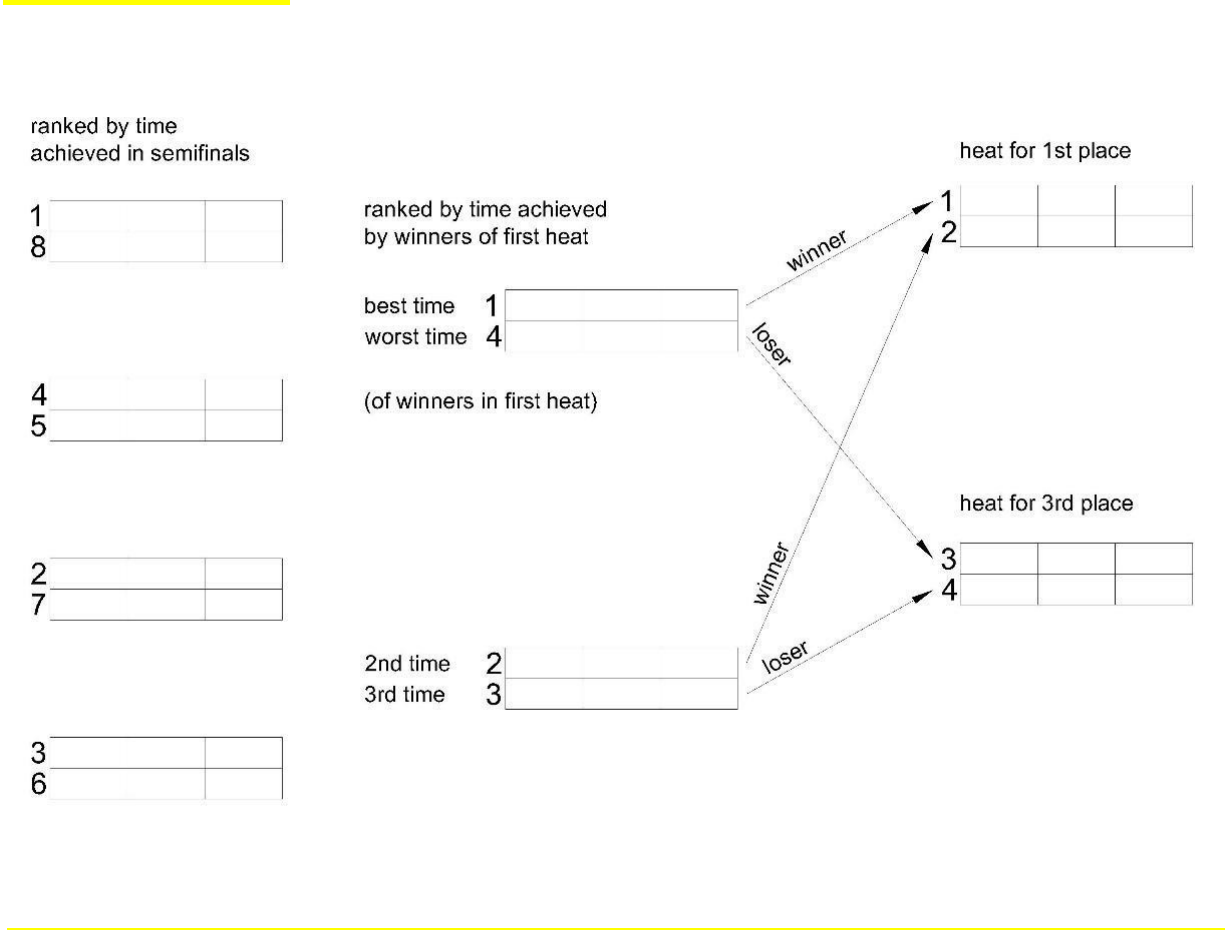 ranked by time
achieved in semifinals
1
8
4
5
2
7
3
6
ranked by time achieved
by winners of first heat
best time 1
worst time 4
(of winners in first heat)
2nd time 2
3rd time 3
winner
loser
winner
loser
heat for 1st place
1
2
heat for 3rd place
3
4